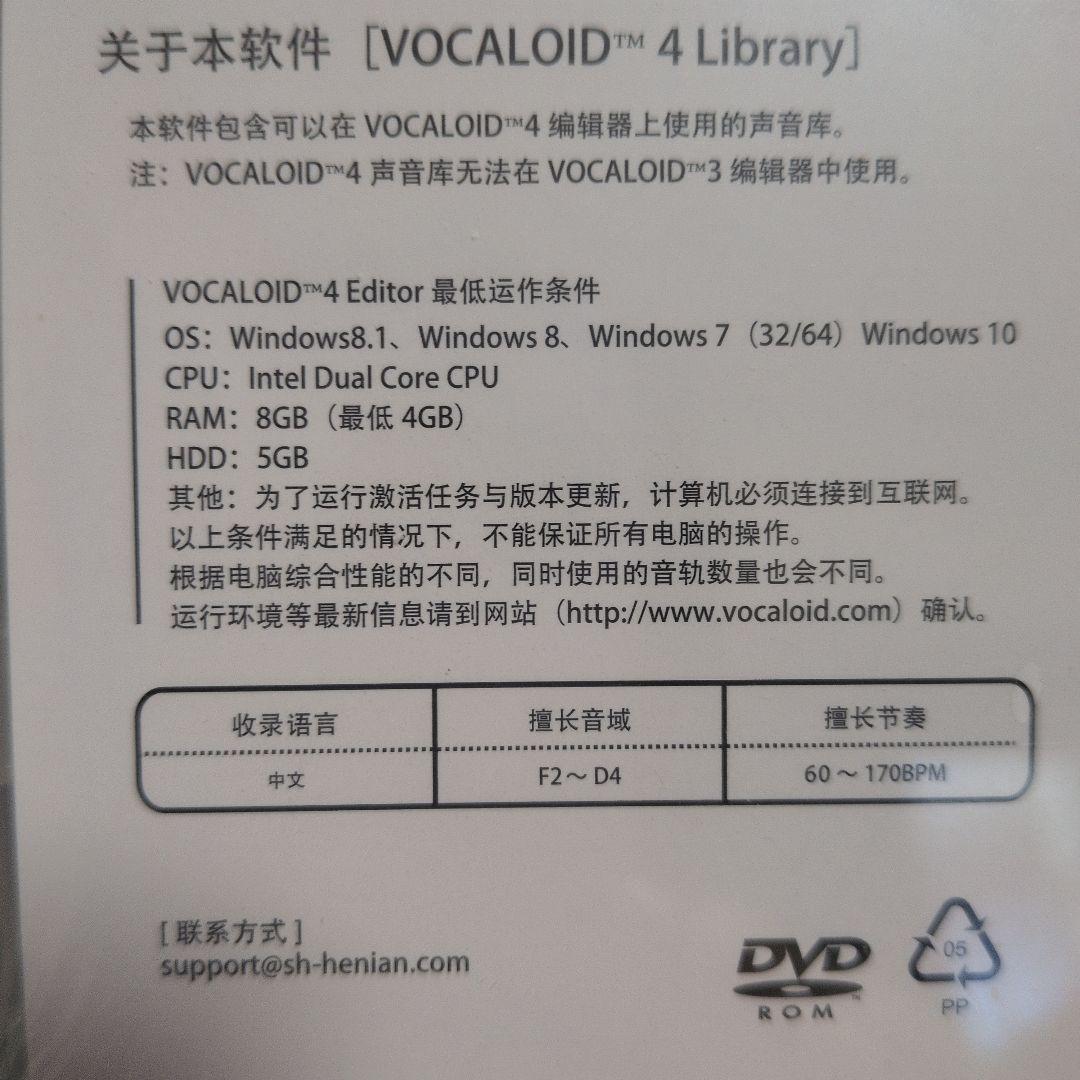 关于本软件［VOCALOID™ 4 Library］
本软件包含可以在 VOCALOID™4 编辑器上使用的声音库。
注：VOCALOID™4 声音库无法在 VOCALOID™3 编辑器中使用。
VOCALOID™4 Editor 最低运作条件
OS：Windows8.1、Windows 8、Windows 7（32/64）Windows 10
CPU：Intel Dual Core CPU
RAM：8GB（最低 4GB）
HDD：5GB
其他：为了运行激活任务与版本更新，计算机必须连接到互联网。
以上条件满足的情况下，不能保证所有电脑的操作。
根据电脑综合性能的不同，同时使用的音轨数量也会不同。
运行环境等最新信息请到网站（http://www.vocaloid.com）确认。
收录语言 擅长音域 擅长节奏
中文 F2～D4 60～170BPM
[ 联系方式 ]
support@sh-henian.com
DVD
ROM
05
PP